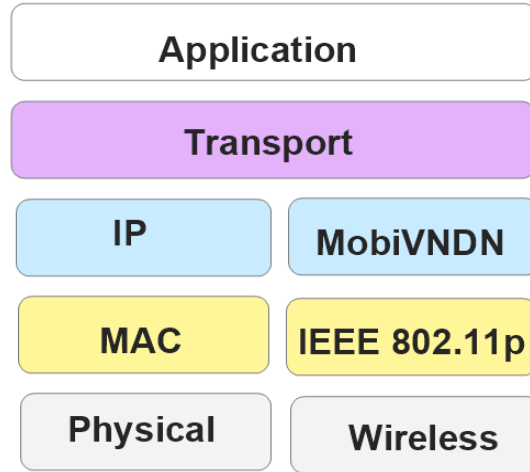 Application
Transport
IP
MobiVNDN
MAC
IEEE 802.11p
Physical
Wireless